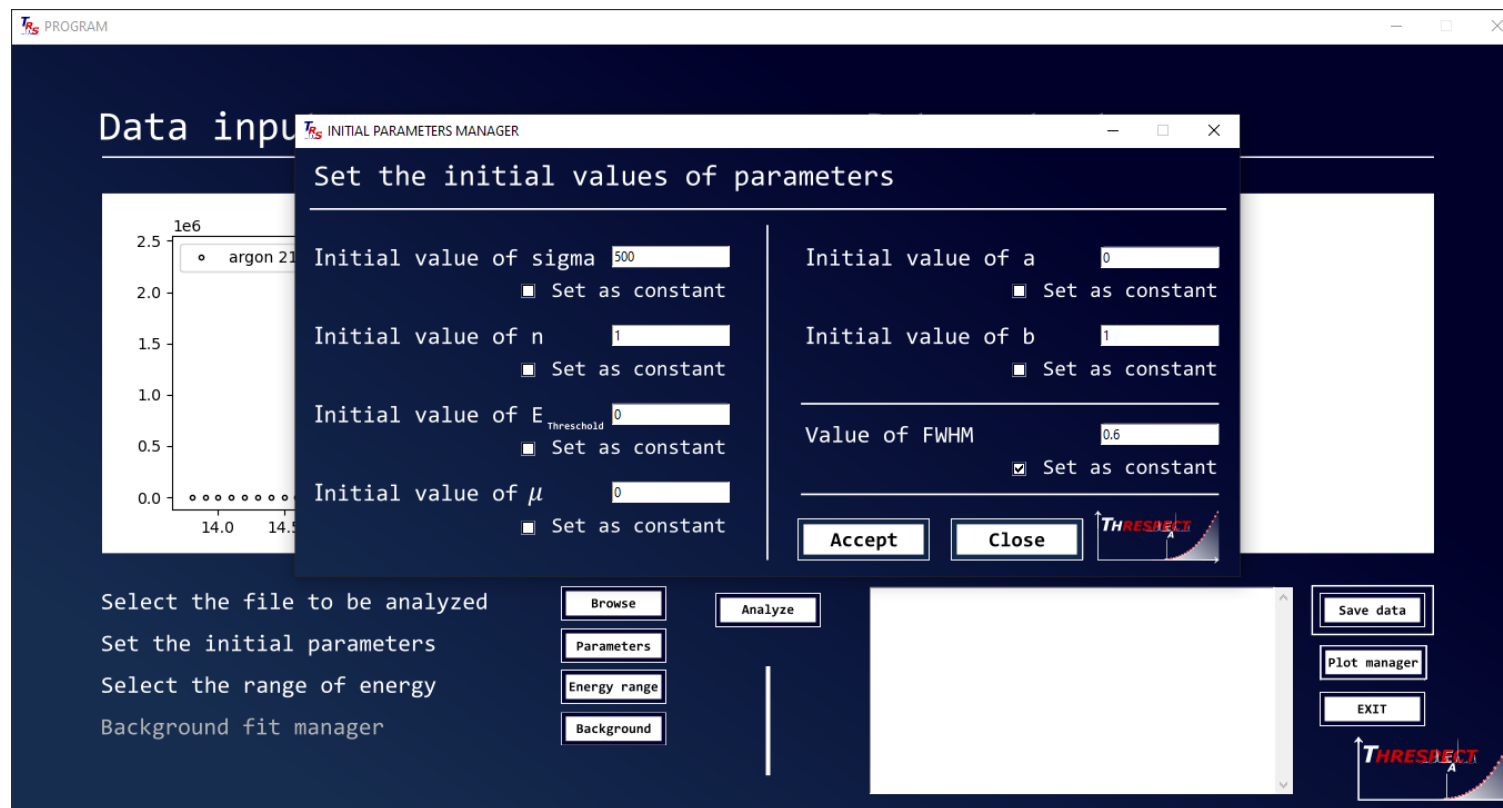 TRS PROGRAM
Data inpu
TRS INITIAL PARAMETERS MANAGER
Set the initial values of parameters
Initial value of sigma 500
Set as constant
Initial value of n 1
Set as constant
Initial value of E Threschold 0
Set as constant
Initial value of μ 0
Set as constant
Initial value of a 0
Set as constant
Initial value of b 1
Set as constant
Value of FWHM 0.6
Set as constant
Accept Close THRESPECTRA
1e6
2.5
argon 21
2.0
1.5
1.0
0.5
0.0
14.0 14.5
Select the file to be analyzed Browse
Set the initial parameters Parameters
Select the range of energy Energy range
Background fit manager Background
Analyze
Save data
Plot manager
EXIT
THRESPECTRA